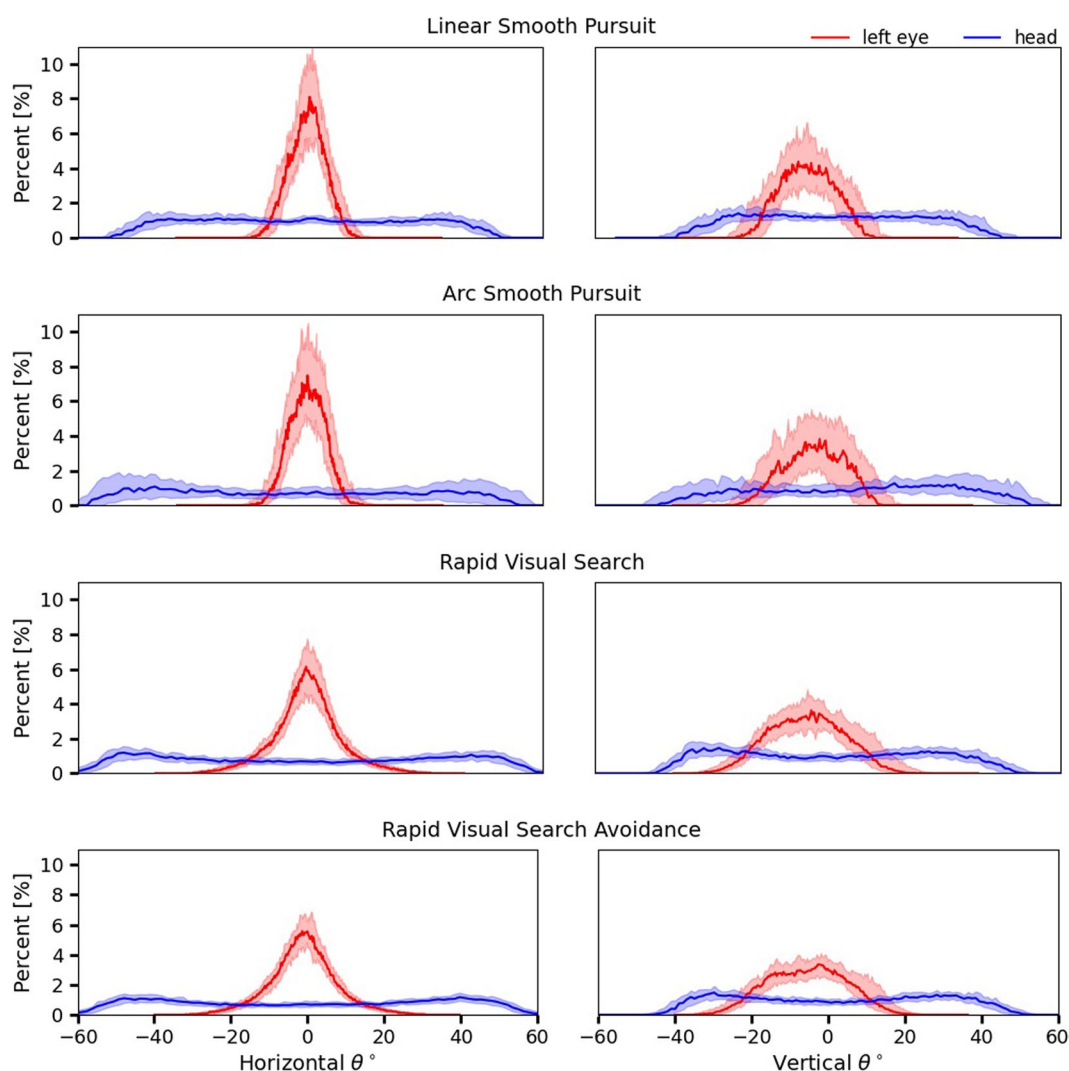 Linear Smooth Pursuit
left eye head
Percent [%]
10
8
6
4
2
0
Arc Smooth Pursuit
Percent [%]
10
8
6
4
2
0
Rapid Visual Search
Percent [%]
10
8
6
4
2
0
Rapid Visual Search Avoidance
Percent [%]
10
8
6
4
2
0
−60 −40 −20 0 20 40 60 −60 −40 −20 0 20 40 60
Horizontal θ° Vertical θ°